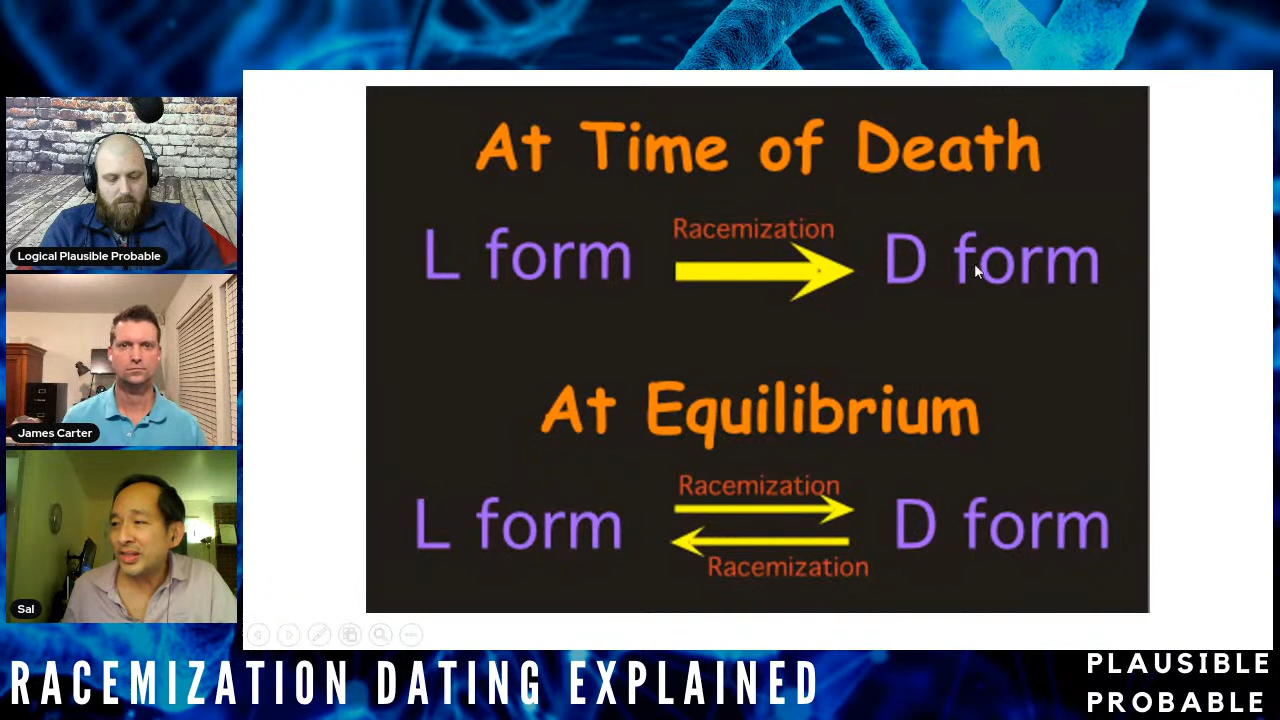 At Time of Death
Racemization
L form D form
At Equilibrium
Racemization
L form D form
Racemization
Logical Plausible Probable
James Carter
Sal
RACEMIZATION DATING EXPLAINED
PLAUSIBLE
PROBABLE